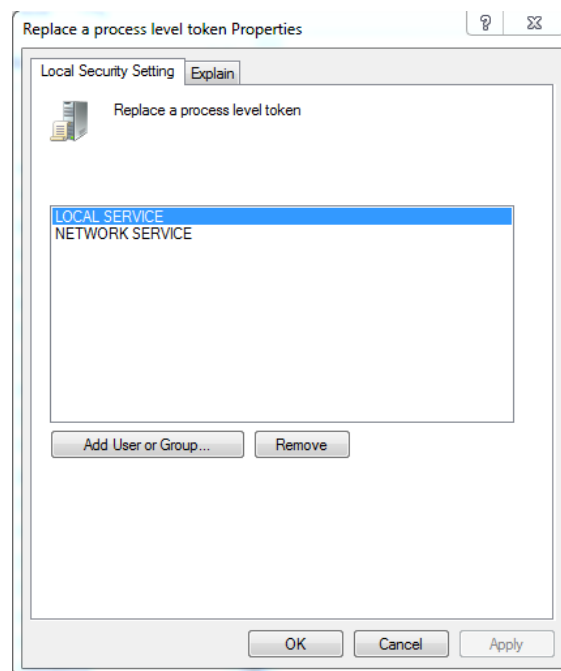 Replace a process level token Properties
Local Security Setting
Explain
Replace a process level token
LOCAL SERVICE
NETWORK SERVICE
Add User or Group...
Remove
OK
Cancel
Apply